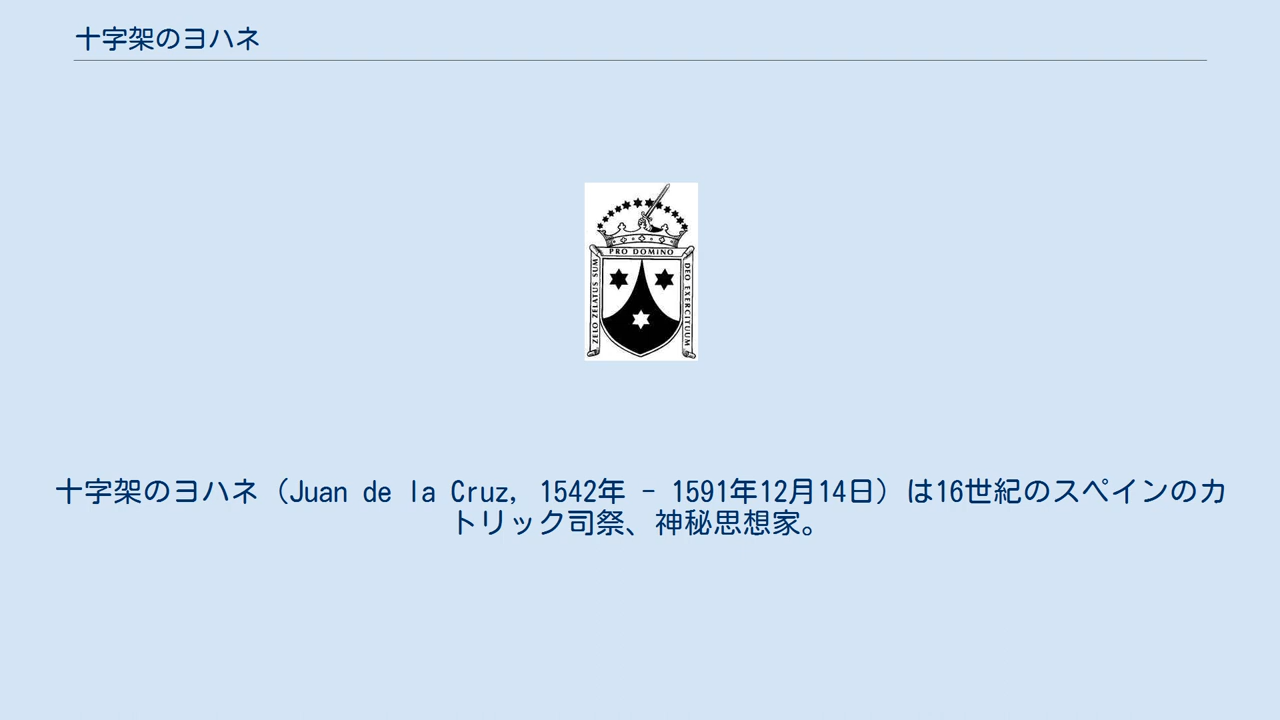 十字架のヨハネ
PRO DOMINO
ZELO ZELATUS SUM
DEO EXERCITUUM
十字架のヨハネ（Juan de la Cruz, 1542年 - 1591年12月14日）は16世紀のスペインのカ
トリック司祭、神秘思想家。